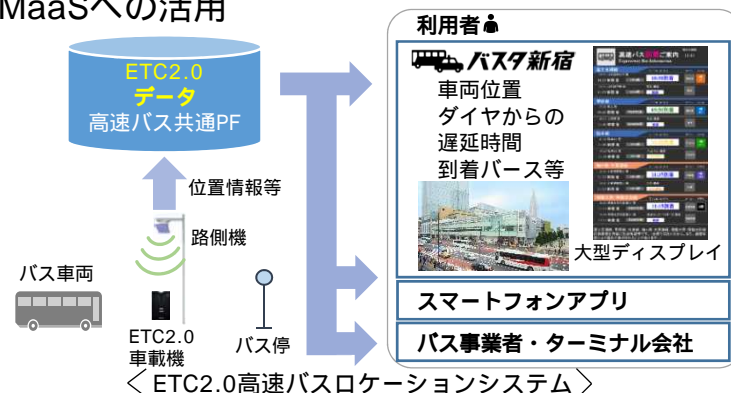 MaaSへの活用
ETC2.0
データ
高速バス共通PF
位置情報等
路側機
バス車両
ETC2.0
車載機
バス停
利用者
バスタ新宿
車両位置
ダイヤからの
遅延時間
到着バース等
大型ディスプレイ
スマートフォンアプリ
バス事業者・ターミナル会社
＜ETC2.0高速バスロケーションシステム＞